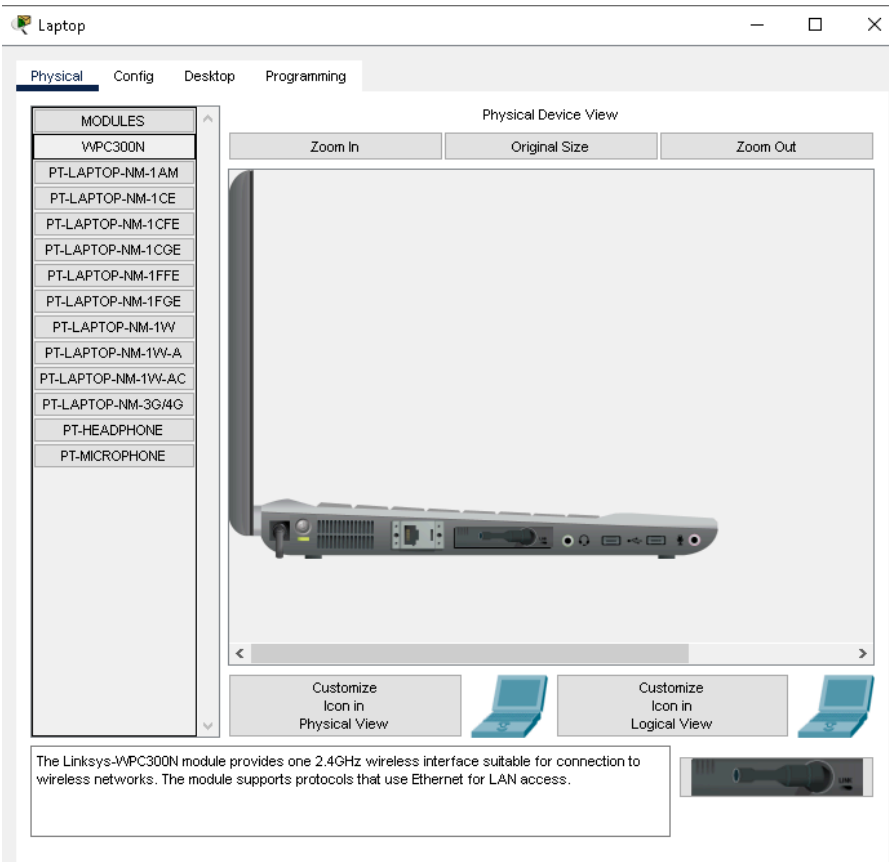 Laptop
Physical Config Desktop Programming
MODULES
WPC300N
PT-LAPTOP-NM-1AM
PT-LAPTOP-NM-1CE
PT-LAPTOP-NM-1CFE
PT-LAPTOP-NM-1CGE
PT-LAPTOP-NM-1FFE
PT-LAPTOP-NM-1FGE
PT-LAPTOP-NM-1W
PT-LAPTOP-NM-1W-A
PT-LAPTOP-NM-1W-AC
PT-LAPTOP-NM-3G/4G
PT-HEADPHONE
PT-MICROPHONE
Physical Device View
Zoom In Original Size Zoom Out
Customize
Icon in
Physical View
Customize
Icon in
Logical View
The Linksys-WPC300N module provides one 2.4GHz wireless interface suitable for connection to
wireless networks. The module supports protocols that use Ethernet for LAN access.